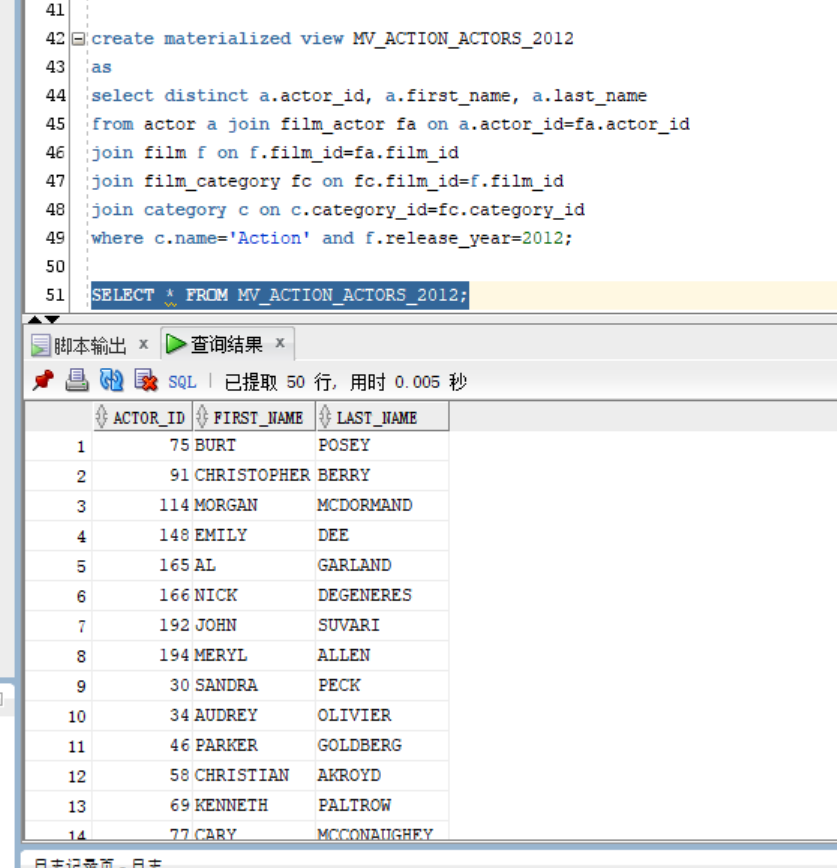 41
42 create materialized view MV_ACTION_ACTORS_2012
43 as
44 select distinct a.actor_id, a.first_name, a.last_name
45 from actor a join film_actor fa on a.actor_id=fa.actor_id
46 join film f on f.film_id=fa.film_id
47 join film_category fc on fc.film_id=f.film_id
48 join category c on c.category_id=fc.category_id
49 where c.name='Action' and f.release_year=2012;
50
51 SELECT * FROM MV_ACTION_ACTORS_2012;
脚本输出 x 查询结果 x
SQL | 已提取 50 行, 用时 0.005 秒
ACTOR_ID FIRST_NAME LAST_NAME
1 75 BURT POSEY
2 91 CHRISTOPHER BERRY
3 114 MORGAN MCDORMAND
4 148 EMILY DEE
5 165 AL GARLAND
6 166 NICK DEGENERES
7 192 JOHN SUVARI
8 194 MERYL ALLEN
9 30 SANDRA PECK
10 34 AUDREY OLIVIER
11 46 PARKER GOLDBERG
12 58 CHRISTIAN AKROYD
13 69 KENNETH PALTROW
14 77 CARY MCCONAUGHEY
日志记录页 - 日志